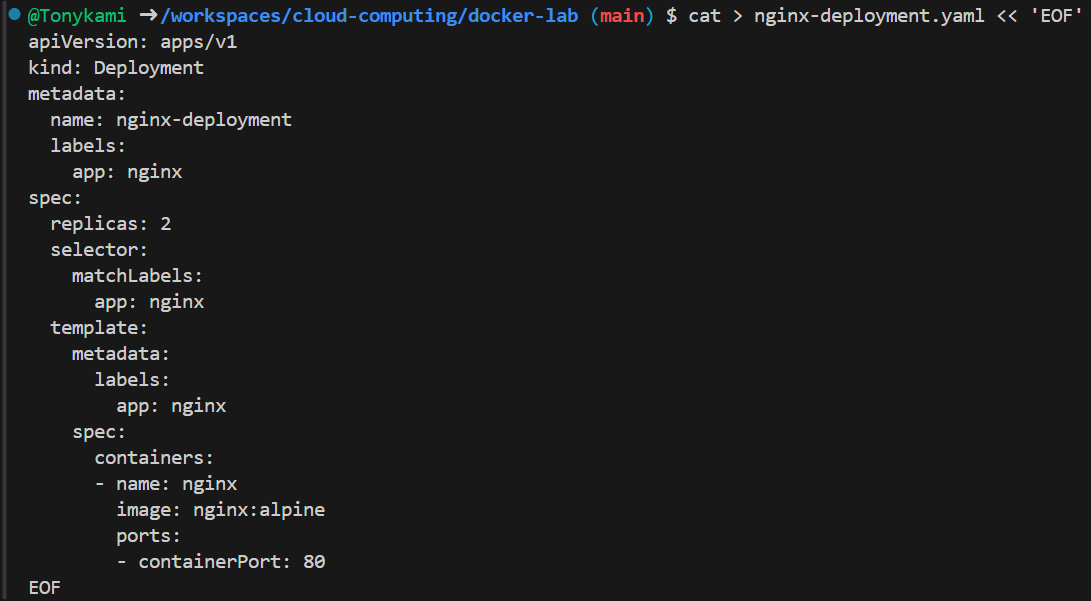 @Tonykami ➜/workspaces/cloud-computing/docker-lab (main) $ cat > nginx-deployment.yaml << 'EOF'
apiVersion: apps/v1
kind: Deployment
metadata:
  name: nginx-deployment
  labels:
    app: nginx
spec:
  replicas: 2
  selector:
    matchLabels:
      app: nginx
  template:
    metadata:
      labels:
        app: nginx
    spec:
      containers:
      - name: nginx
        image: nginx:alpine
        ports:
        - containerPort: 80
EOF